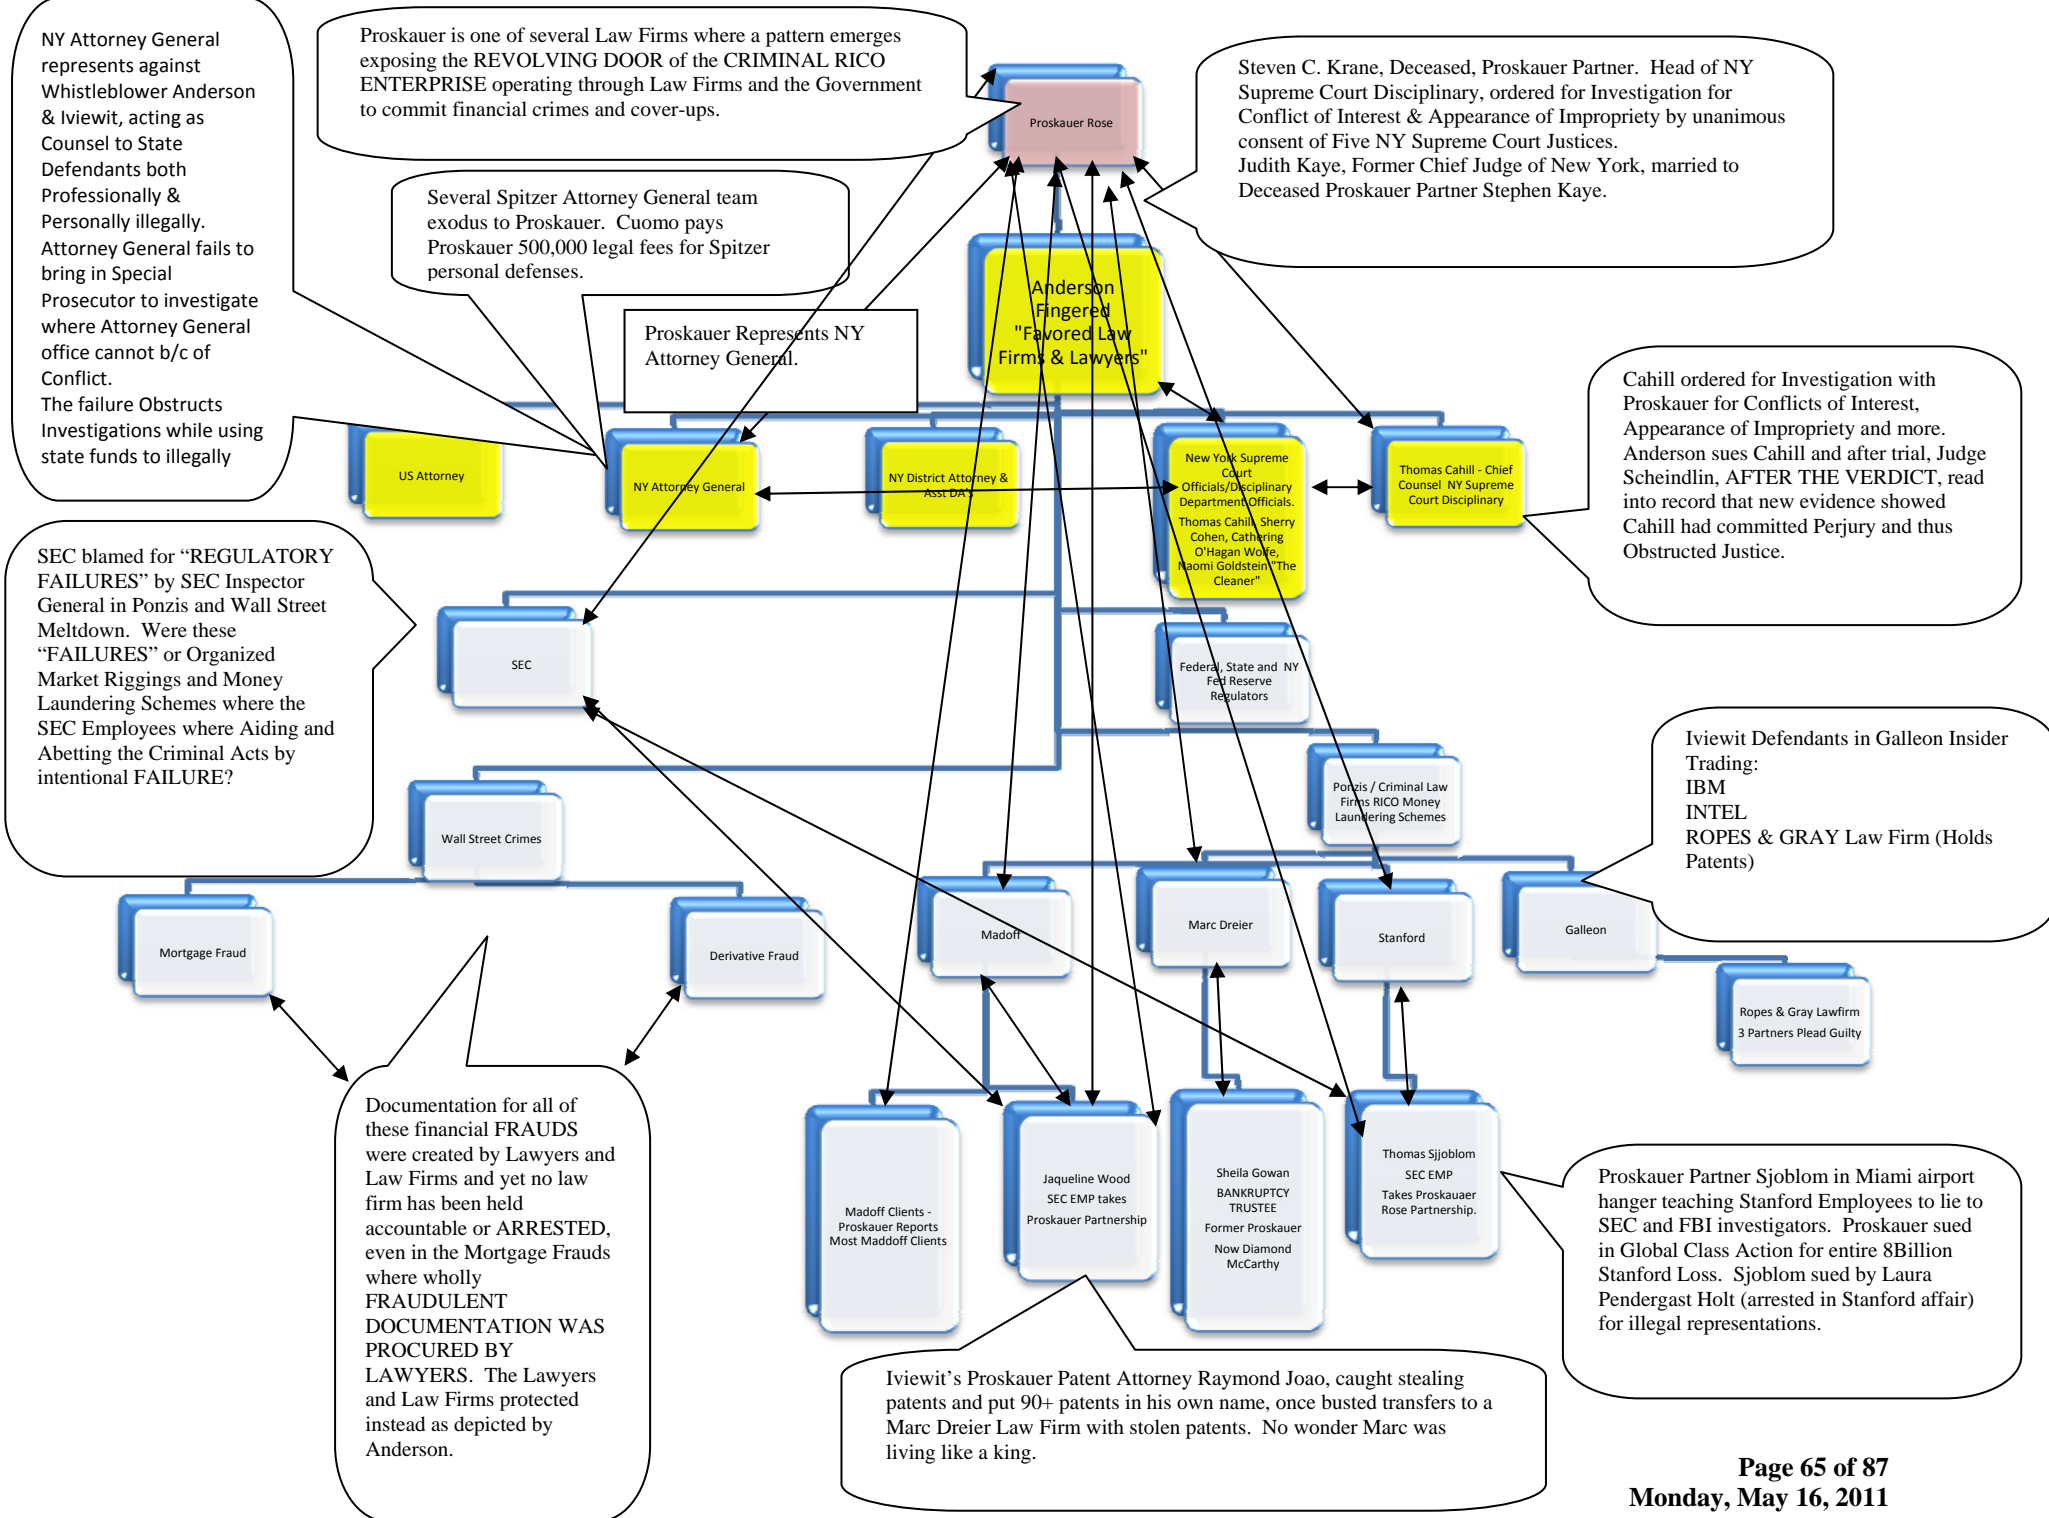 NY Attorney General
represents against
Whistleblower Anderson
& Iviewit, acting as
Counsel to State
Defendants both
Professionally &
Personally illegally.
Attorney General fails to
bring in Special
Prosecutor to investigate
where Attorney General
office cannot b/c of
Conflict.
The failure Obstructs
Investigations while using
state funds to illegally
Proskauer is one of several Law Firms where a pattern emerges
exposing the REVOLVING DOOR of the CRIMINAL RICO
ENTERPRISE operating through Law Firms and the Government
to commit financial crimes and cover-ups.
Proskauer Rose
Steven C. Krane, Deceased, Proskauer Partner.  Head of NY
Supreme Court Disciplinary, ordered for Investigation for
Conflict of Interest & Appearance of Impropriety by unanimous
consent of Five NY Supreme Court Justices.
Judith Kaye, Former Chief Judge of New York, married to
Deceased Proskauer Partner Stephen Kaye.
Several Spitzer Attorney General team
exodus to Proskauer.  Cuomo pays
Proskauer 500,000 legal fees for Spitzer
personal defenses.
Proskauer Represents NY
Attorney General.
Anderson
Fingered
"Favored Law
Firms & Lawyers"
Cahill ordered for Investigation with
Proskauer for Conflicts of Interest,
Appearance of Impropriety and more.
Anderson sues Cahill and after trial, Judge
Scheindlin, AFTER THE VERDICT, read
into record that new evidence showed
Cahill had committed Perjury and thus
Obstructed Justice.
US Attorney
NY Attorney General
NY District Attorney &
Asst DA's
New York Supreme
Court
Officials/Disciplinary
Department Officials.
Thomas Cahill, Sherry
Cohen, Cathering
O'Hagan Wolfe,
Naomi Goldstein "The
Cleaner"
Thomas Cahill - Chief
Counsel  NY Supreme
Court Disciplinary
SEC blamed for “REGULATORY
FAILURES” by SEC Inspector
General in Ponzis and Wall Street
Meltdown.  Were these
“FAILURES” or Organized
Market Riggings and Money
Laundering Schemes where the
SEC Employees where Aiding and
Abetting the Criminal Acts by
intentional FAILURE?
SEC
Federal, State and  NY
Fed Reserve
Regulators
Ponzis / Criminal Law
Firms RICO Money
Laundering Schemes
Iviewit Defendants in Galleon Insider
Trading:
IBM
INTEL
ROPES & GRAY Law Firm (Holds
Patents)
Wall Street Crimes
Mortgage Fraud
Derivative Fraud
Madoff
Marc Dreier
Stanford
Galleon
Ropes & Gray Lawfirm
3 Partners Plead Guilty
Documentation for all of
these financial FRAUDS
were created by Lawyers and
Law Firms and yet no law
firm has been held
accountable or ARRESTED,
even in the Mortgage Frauds
where wholly
FRAUDULENT
DOCUMENTATION WAS
PROCURED BY
LAWYERS.  The Lawyers
and Law Firms protected
instead as depicted by
Anderson.
Madoff Clients -
Proskauer Reports
Most Maddoff Clients
Jaqueline Wood
SEC EMP takes
Proskauer Partnership
Sheila Gowan
BANKRUPTCY
TRUSTEE
Former Proskauer
Now Diamond
McCarthy
Thomas Sjjoblom
SEC EMP
Takes Proskauaer
Rose Partnership.
Proskauer Partner Sjoblom in Miami airport
hanger teaching Stanford Employees to lie to
SEC and FBI investigators.  Proskauer sued
in Global Class Action for entire 8Billion
Stanford Loss.  Sjoblom sued by Laura
Pendergast Holt (arrested in Stanford affair)
for illegal representations.
Iviewit’s Proskauer Patent Attorney Raymond Joao, caught stealing
patents and put 90+ patents in his own name, once busted transfers to a
Marc Dreier Law Firm with stolen patents.  No wonder Marc was
living like a king.
Page 65 of 87
Monday, May 16, 2011